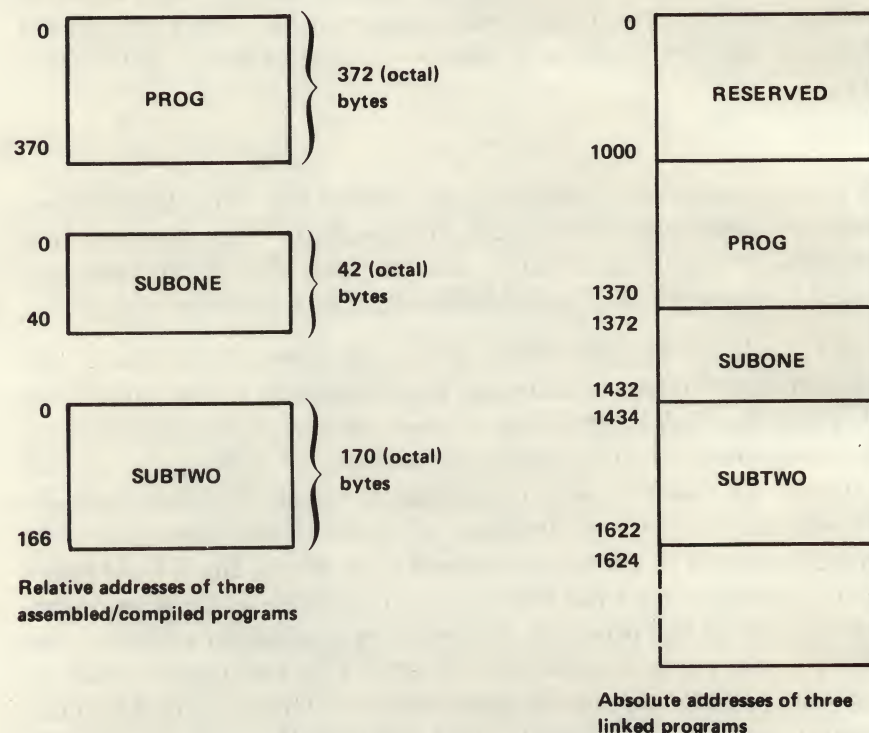 0
PROG
370
372 (octal)
bytes
0
SUBONE
40
42 (octal)
bytes
0
SUBTWO
166
170 (octal)
bytes
Relative addresses of three
assembled/compiled programs
0
RESERVED
1000
PROG
1370
1372
SUBONE
1432
1434
SUBTWO
1622
1624
Absolute addresses of three
linked programs